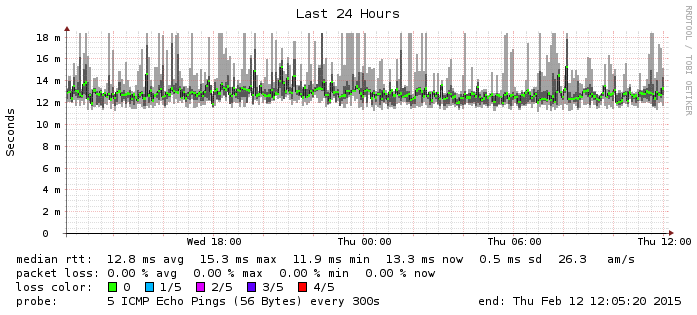 Last 24 Hours
RRDTOOL / TOBI OETIKER
Seconds
18 m
16 m
14 m
12 m
10 m
8 m
6 m
4 m
2 m
0
Wed 18:00 Thu 00:00 Thu 06:00 Thu 12:00
median rtt: 12.8 ms avg 15.3 ms max 11.9 ms min 13.3 ms now 0.5 ms sd 26.3 am/s
packet loss: 0.00 % avg 0.00 % max 0.00 % min 0.00 % now
loss color: 0 1/5 2/5 3/5 4/5
probe: 5 ICMP Echo Pings (56 Bytes) every 300s end: Thu Feb 12 12:05:20 2015